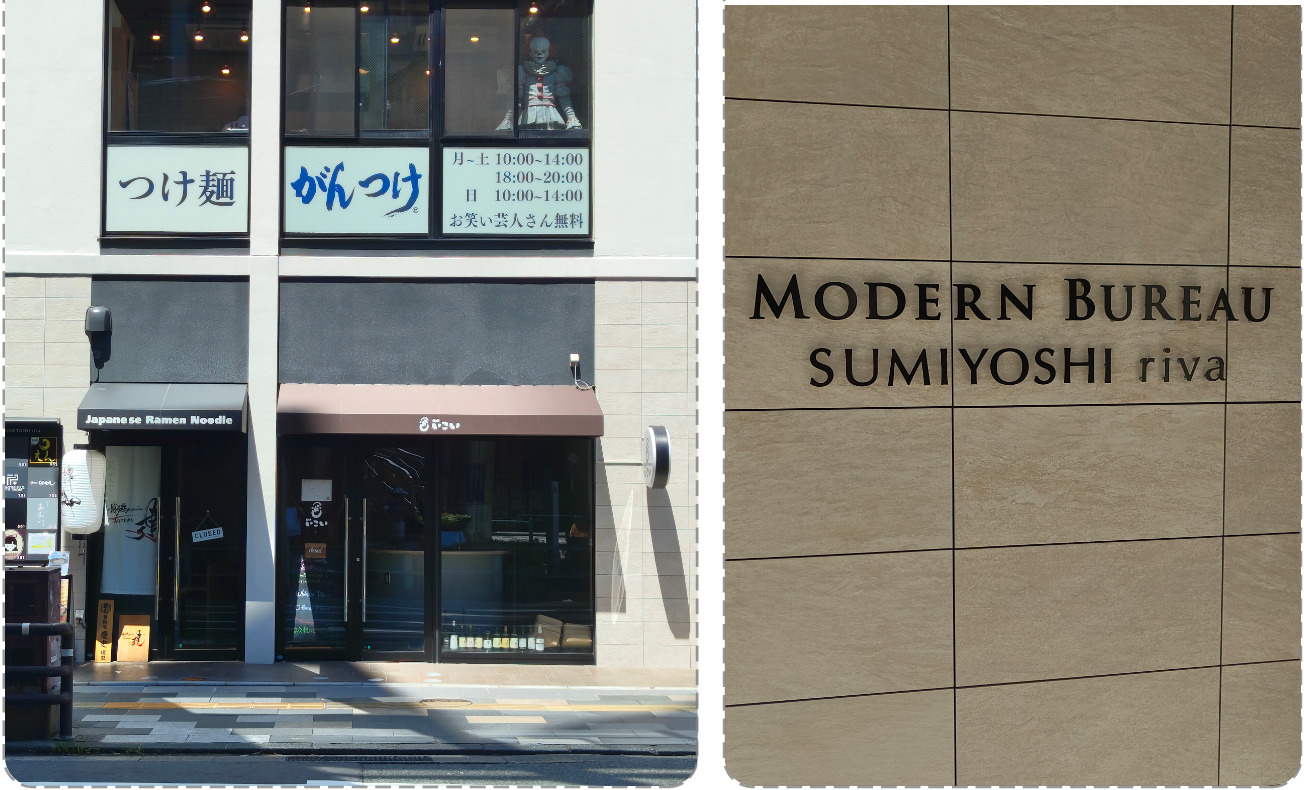 つけ麺
がんつけ
月~土 10:00~14:00
18:00~20:00
日 10:00~14:00
お笑い芸人さん無料
Japanese Ramen Noodle
CLOSED
MODERN BUREAU
SUMIYOSHI riva